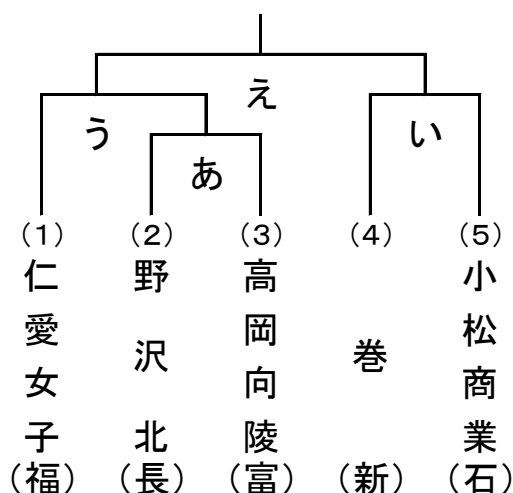 え
う
い
あ
（1）
（2）
（3）
（4）
（5）
仁愛女子
野沢北
高岡向陵
巻
小松商業
（福）
（長）
（富）
（新）
（石）